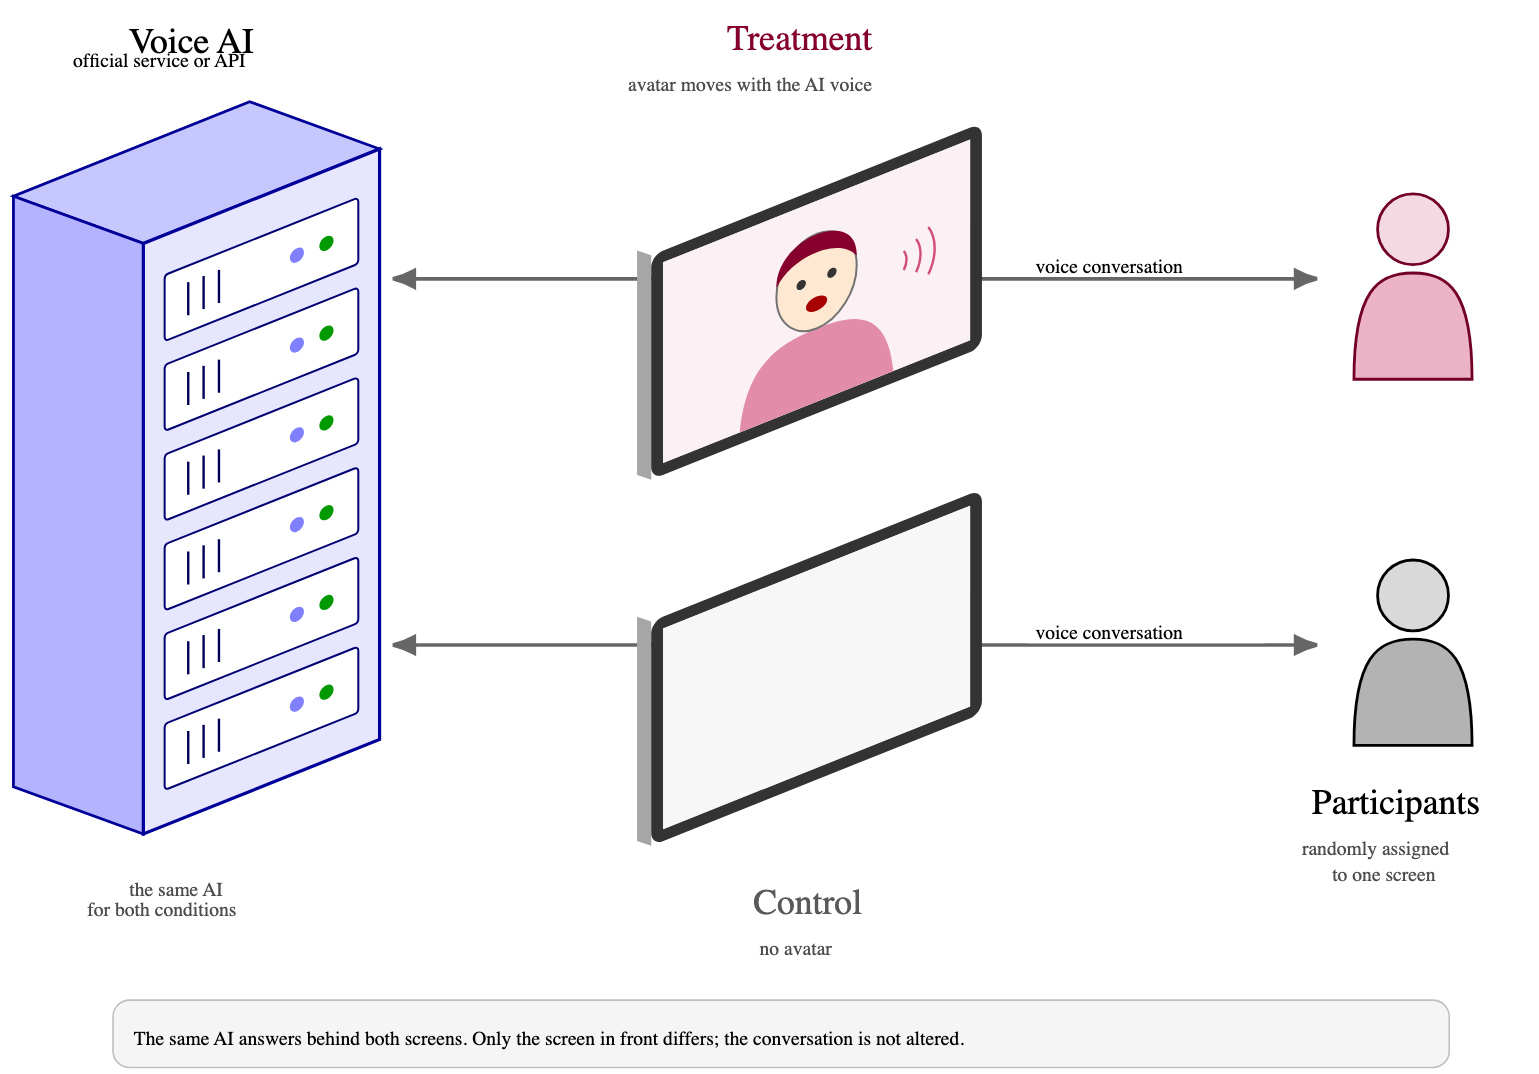 Voice AI
official service or API
Treatment
avatar moves with the AI voice
voice conversation
voice conversation
Participants
randomly assigned
to one screen
the same AI
for both conditions
Control
no avatar
The same AI answers behind both screens. Only the screen in front differs; the conversation is not altered.